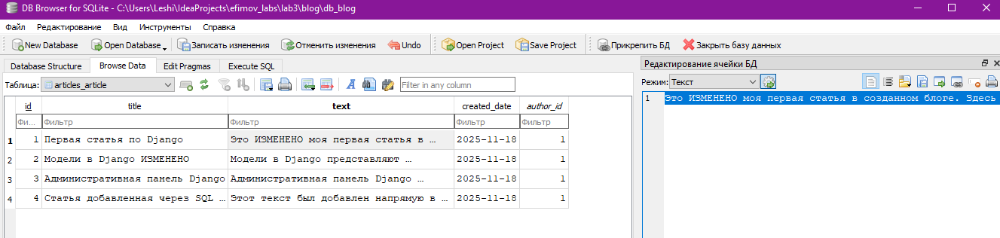 DB Browser for SQLite - C:\Users\Leshi\IdeaProjects\efimov_labs\lab3\blog\db_blog
Файл Редактирование Вид Инструменты Справка
New Database Open Database Записать изменения Отменить изменения Undo Open Project Save Project Прикрепить БД Закрыть базу данных
Database Structure Browse Data Edit Pragmas Execute SQL
Редактирование ячейки БД
Таблица: articles_article Filter in any column
Режим: Текст
id title text created_date author_id
Фи... Фильтр Фильтр Фильтр Фильтр
1 1 Первая статья по Django Это ИЗМЕНЕНО моя первая статья в ... 2025-11-18 1
2 2 Модели в Django ИЗМЕНЕНО Модели в Django представляют ... 2025-11-18 1
3 3 Административная панель Django Административная панель Django ... 2025-11-18 1
4 4 Статья добавленная через SQL ... Этот текст был добавлен напрямую в ... 2025-11-18 1
1 Это ИЗМЕНЕНО моя первая статья в созданном блоге. Здесь